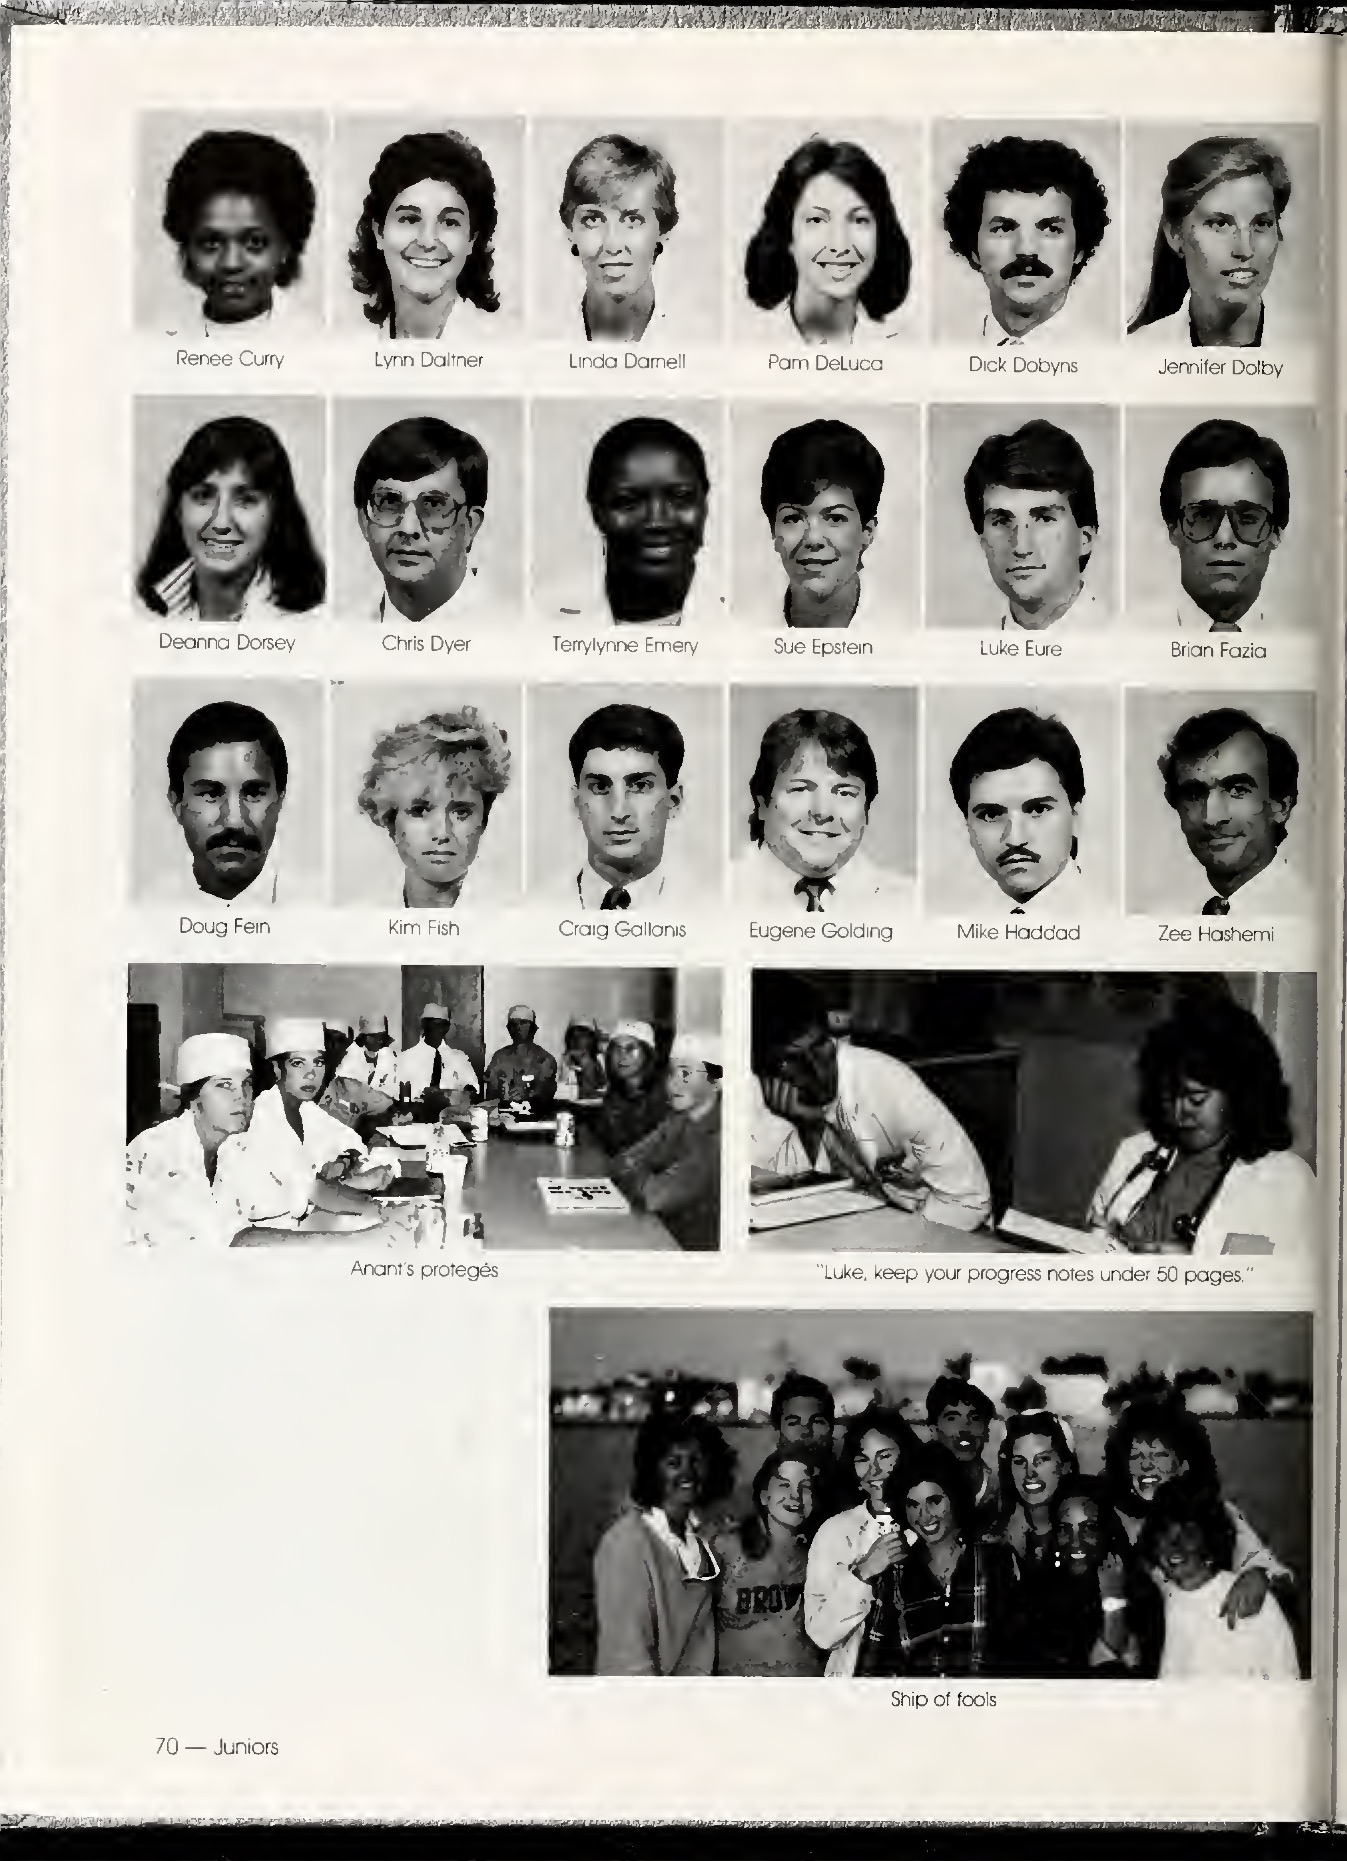 Renee Curry
Lynn Daltner
Linda Darnell
Pam DeLuca
Dick Dobyns
Jennifer Dolby
Deanna Dorsey
Chris Dyer
Terrylynne Emery
Sue Epstein
Luke Eure
Brian Fazia
Doug Fein
Kim Fish
Craig Gallanis
Eugene Golding
Mike Haddad
Zee Hashemi
Anant's protegés
"Luke, keep your progress notes under 50 pages."
BROW
Ship of fools
70 — Juniors